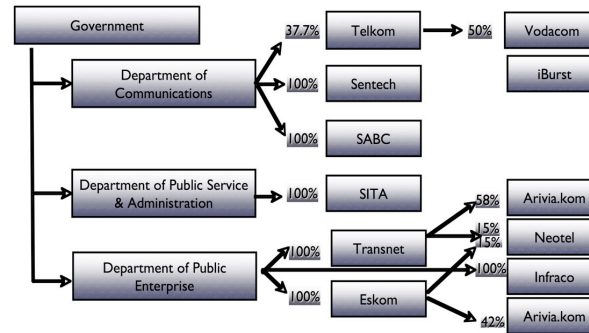 Government
37.7%
Telkom
50%
Vodacom
Department of
Communications
100%
Sentech
iBurst
100%
SABC
Department of Public Service
& Administration
100%
SITA
58%
Arivia.kom
15%
15%
Neotel
100%
Transnet
Department of Public
Enterprise
100%
Infraco
100%
Eskom
42%
Arivia.kom